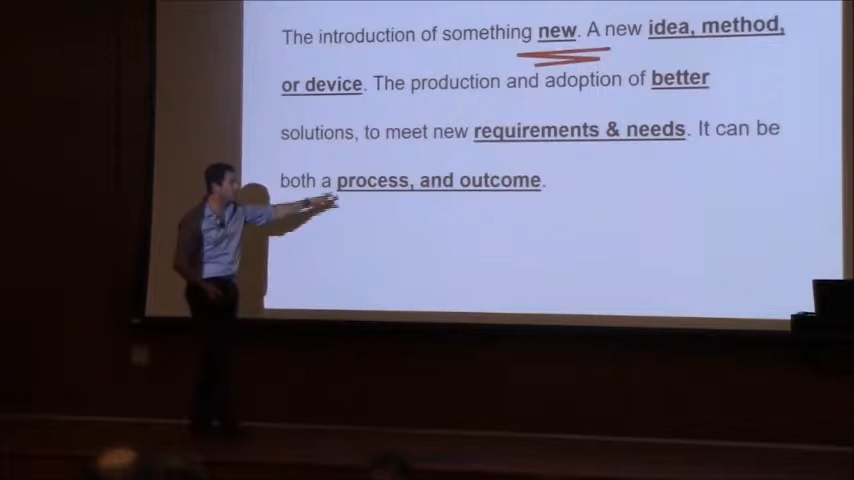 The introduction of something new. A new idea, method,
or device. The production and adoption of better
solutions, to meet new requirements & needs. It can be
both a process, and outcome.